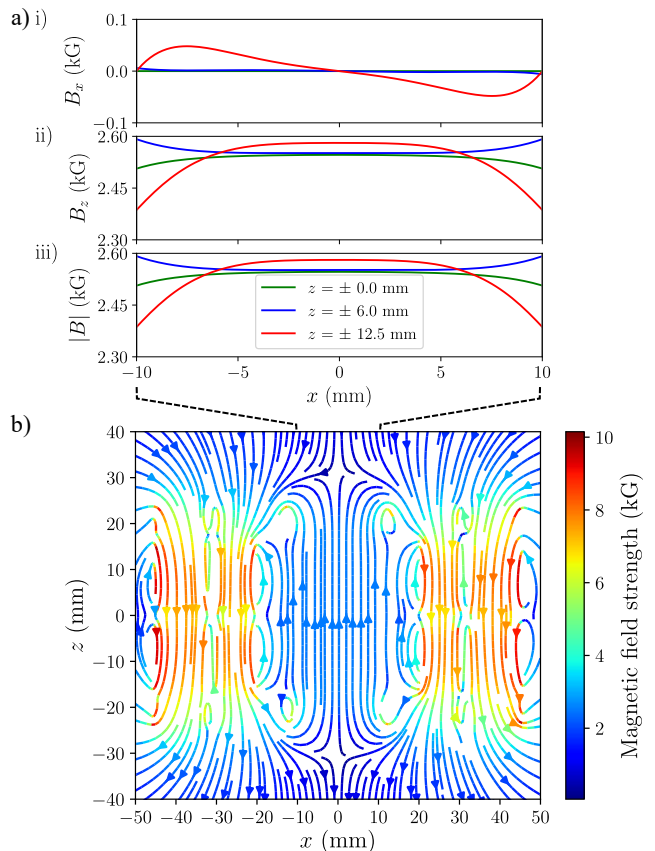 a) i)
0.1
0.0
−0.1
B_x (kG)
ii)
2.60
2.45
2.30
B_z (kG)
iii)
2.60
2.45
2.30
|B| (kG)
z = ± 0.0 mm
z = ± 6.0 mm
z = ± 12.5 mm
−10 −5 0 5 10
x (mm)
b)
40
30
20
10
0
−10
−20
−30
−40
z (mm)
−50 −40 −30 −20 −10 0 10 20 30 40 50
x (mm)
10
8
6
4
2
Magnetic field strength (kG)